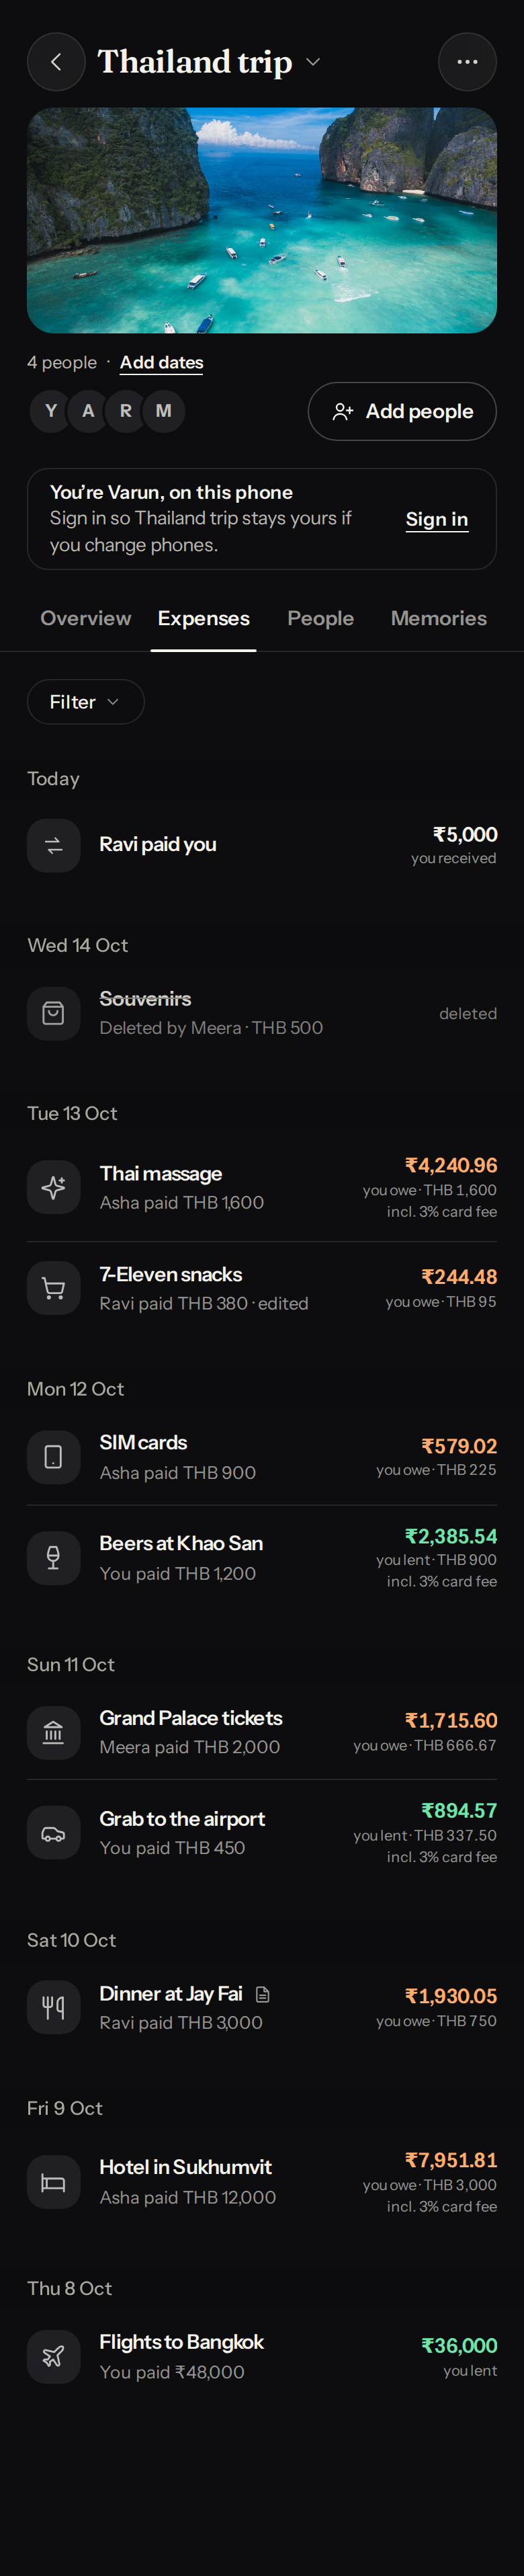 Thailand trip
4 people · Add dates
Y A R M
Add people
You’re Varun, on this phone
Sign in so Thailand trip stays yours if
you change phones.
Sign in
Overview Expenses People Memories
Filter
Today
Ravi paid you
₹5,000
you received
Wed 14 Oct
Souvenirs
Deleted by Meera · THB 500
deleted
Tue 13 Oct
Thai massage
Asha paid THB 1,600
₹4,240.96
you owe · THB 1,600
incl. 3% card fee
7-Eleven snacks
Ravi paid THB 380 · edited
₹244.48
you owe · THB 95
Mon 12 Oct
SIM cards
Asha paid THB 900
₹579.02
you owe · THB 225
Beers at Khao San
You paid THB 1,200
₹2,385.54
you lent · THB 900
incl. 3% card fee
Sun 11 Oct
Grand Palace tickets
Meera paid THB 2,000
₹1,715.60
you owe · THB 666.67
Grab to the airport
You paid THB 450
₹894.57
you lent · THB 337.50
incl. 3% card fee
Sat 10 Oct
Dinner at Jay Fai
Ravi paid THB 3,000
₹1,930.05
you owe · THB 750
Fri 9 Oct
Hotel in Sukhumvit
Asha paid THB 12,000
₹7,951.81
you owe · THB 3,000
incl. 3% card fee
Thu 8 Oct
Flights to Bangkok
You paid ₹48,000
₹36,000
you lent